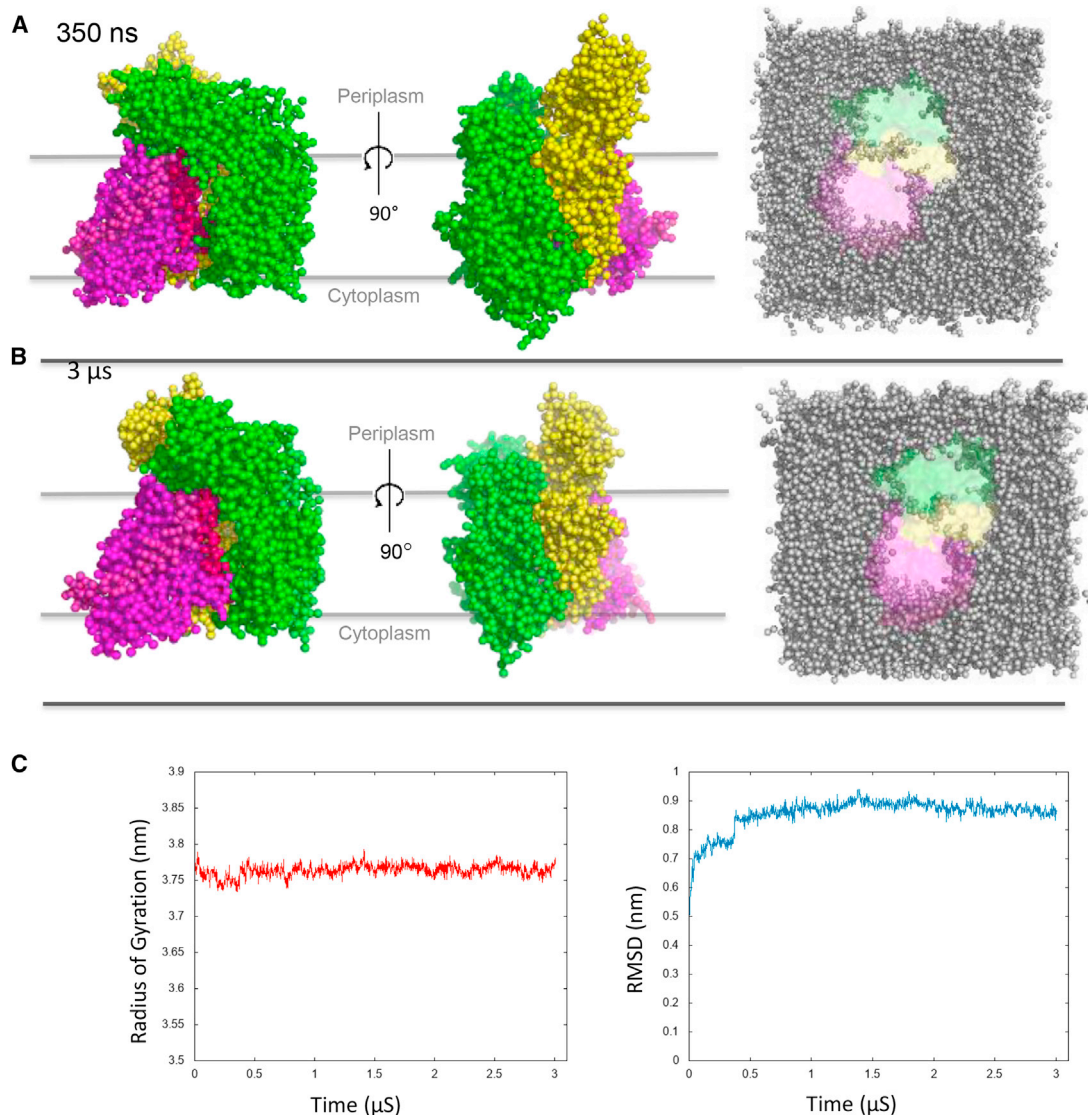 A
350 ns
Periplasm
90°
Cytoplasm
B
3 μs
Periplasm
90°
Cytoplasm
C
3.9
3.85
3.8
3.75
3.7
3.65
3.6
3.55
3.5
Radius of Gyration (nm)
0 0.5 1 1.5 2 2.5 3
Time (μS)
1
0.9
0.8
0.7
0.6
0.5
0.4
0.3
0.2
0.1
0
RMSD (nm)
0 0.5 1 1.5 2 2.5 3
Time (μS)